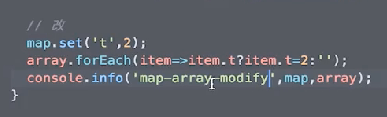 // 改
map.set('t',2);
array.forEach(item=>item.t?item.t=2:'');
console.info('map-array-modify',map,array);
}